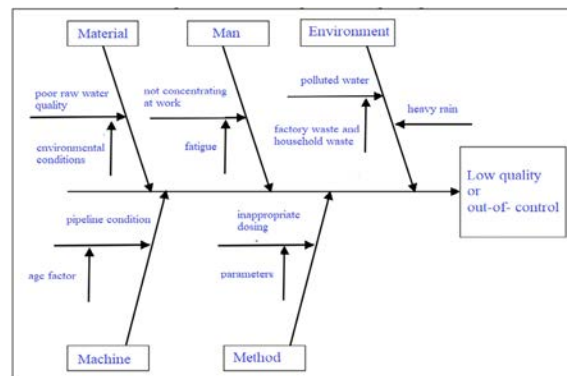 Material
Man
Environment
poor raw water
quality
not concentrating
at work
polluted water
heavy rain
environmental
conditions
fatigue
factory waste and
household waste
Low quality
or
out-of- control
pipeline condition
inappropriate
dosing
age factor
parameters
Machine
Method